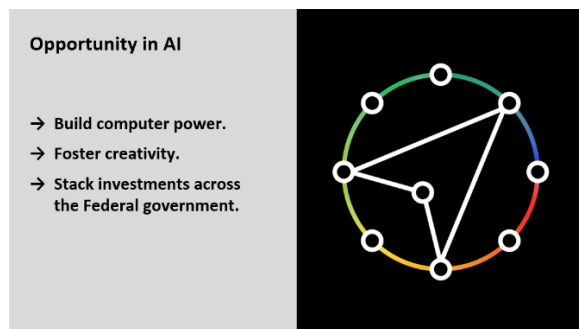 Opportunity in AI
→ Build computer power.
→ Foster creativity.
→ Stack investments across
the Federal government.